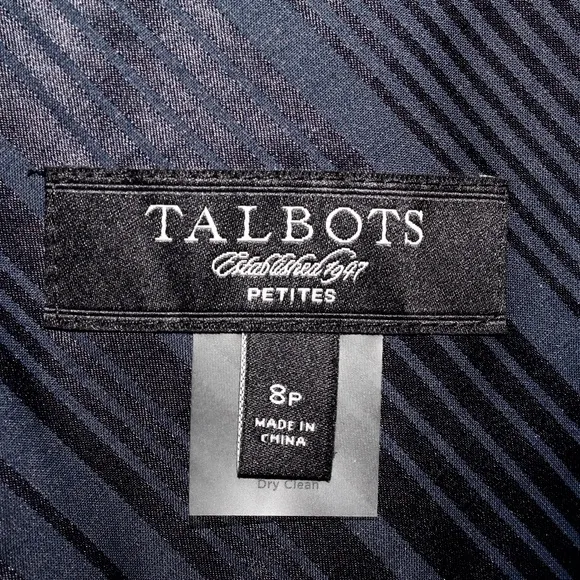 TALBOTS
Established 1947
PETITES
8P
MADE IN
CHINA
Dry Clean